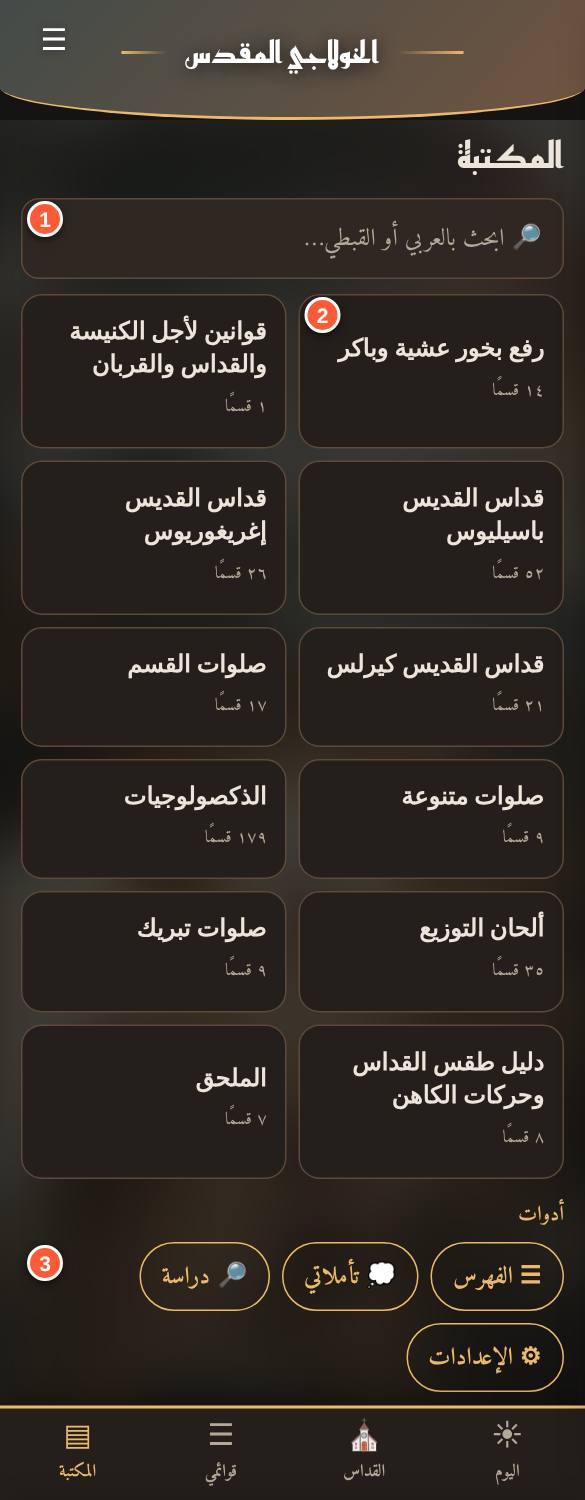 ☰
الخولاجي المقدس
المكتبة
1
🔎 ابحث بالعربي أو القبطي...
2
رفع بخور عشية وباكر
١٤ قسمًا
قوانين لأجل الكنيسة
والقداس والقربان
١ قسمًا
قداس القديس
باسيليوس
٥٢ قسمًا
قداس القديس
إغريغوريوس
٢٦ قسمًا
قداس القديس كيرلس
٢١ قسمًا
صلوات القسم
١٧ قسمًا
صلوات متنوعة
٩ قسمًا
الذكصولوجيات
١٧٩ قسمًا
ألحان التوزيع
٣٥ قسمًا
صلوات تبريك
٩ قسمًا
دليل طقس القداس
وحركات الكاهن
٨ قسمًا
الملحق
٧ قسمًا
أدوات
☰ الفهرس
💭 تأملاتي
🔎 دراسة
3
⚙ الإعدادات
اليوم
القداس
قوائمي
المكتبة